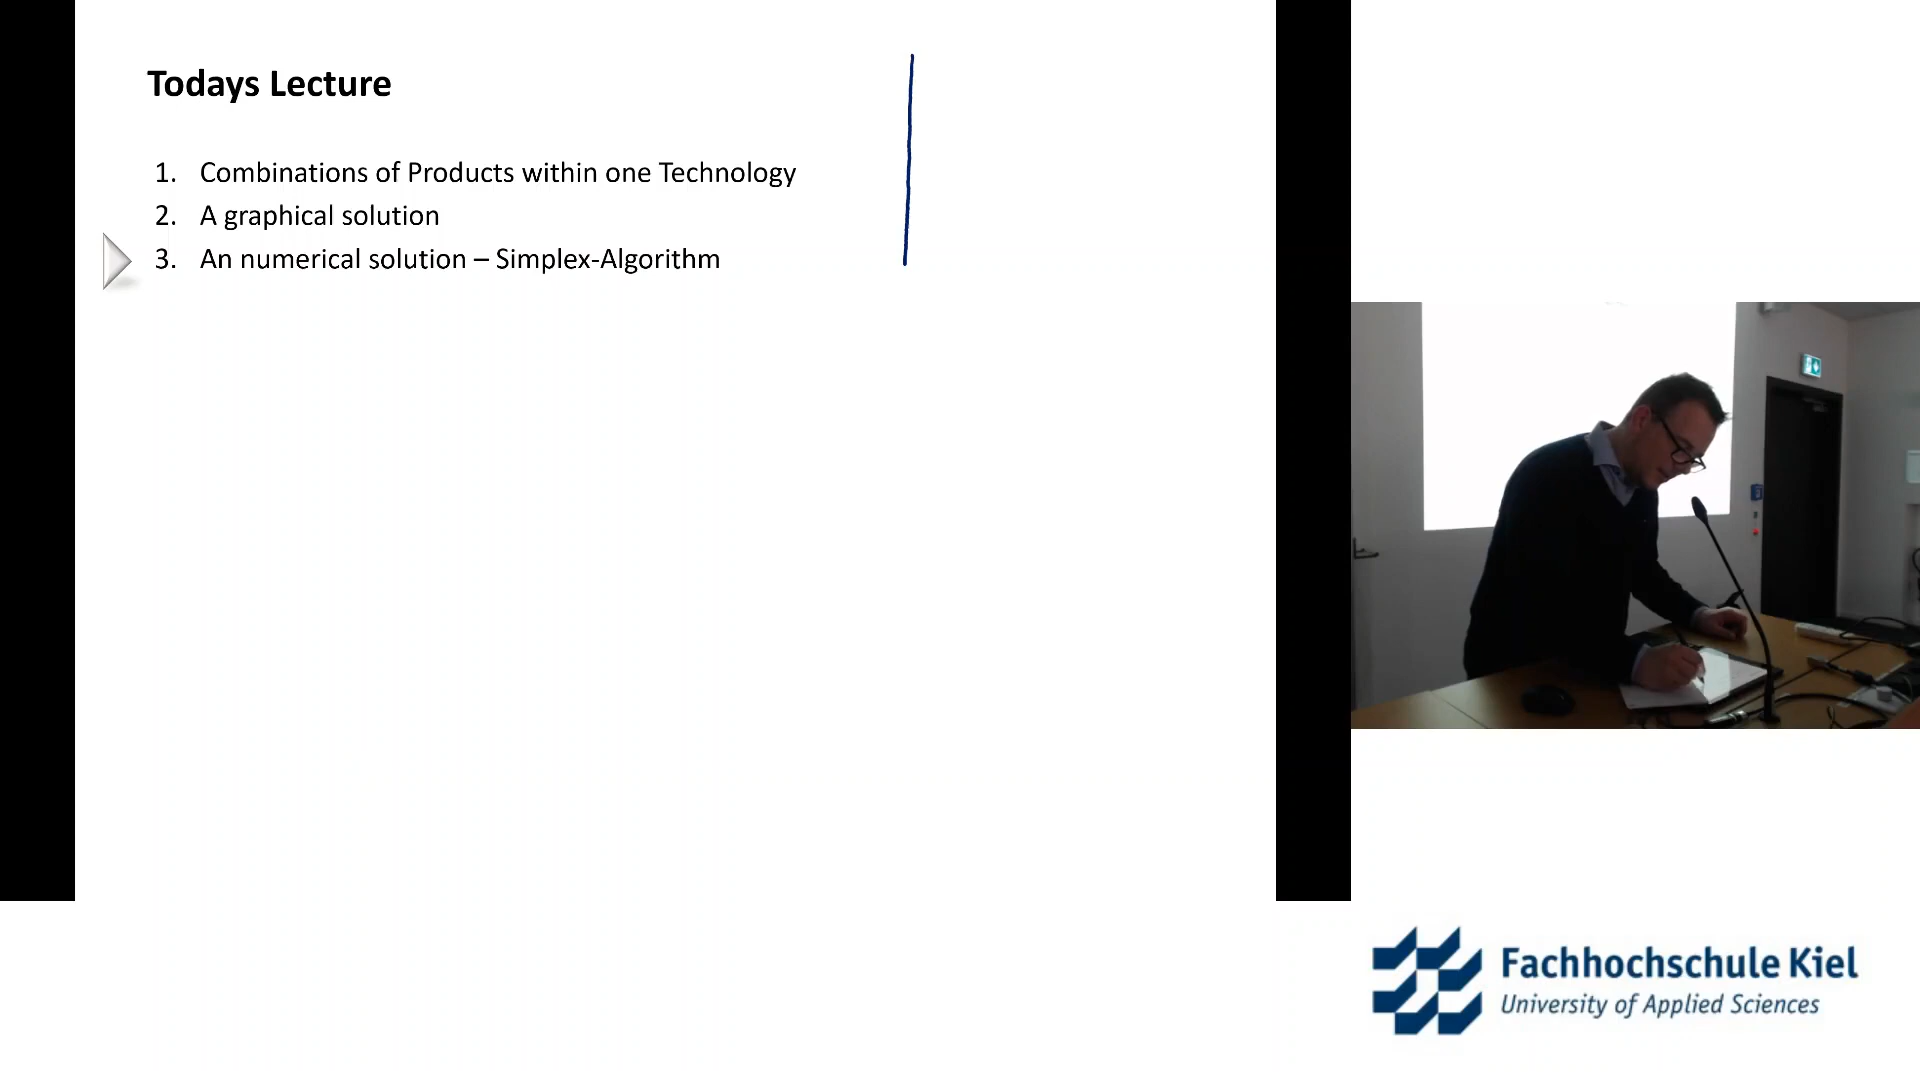 Todays Lecture
1. Combinations of Products within one Technology
2. A graphical solution
3. An numerical solution – Simplex-Algorithm
Fachhochschule Kiel
University of Applied Sciences